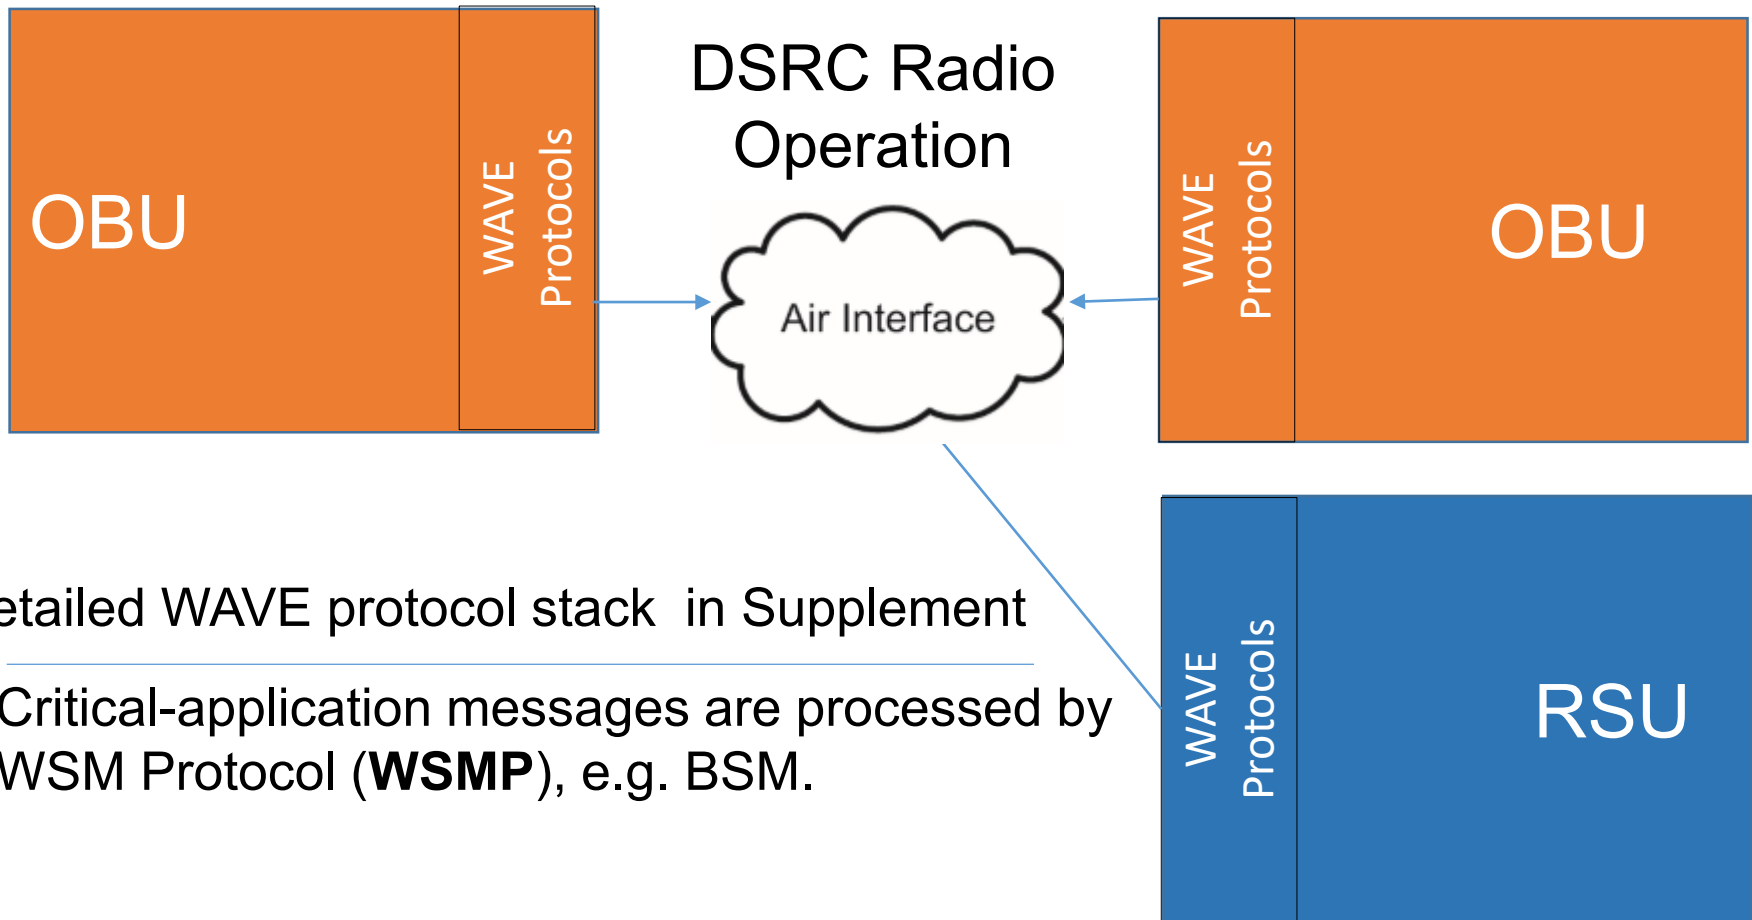 DSRC Radio
Operation
OBU
WAVE
Protocols
Air Interface
WAVE
Protocols
OBU
etailed WAVE protocol stack in Supplement
Critical-application messages are processed by
WSM Protocol (WSMP), e.g. BSM.
WAVE
Protocols
RSU